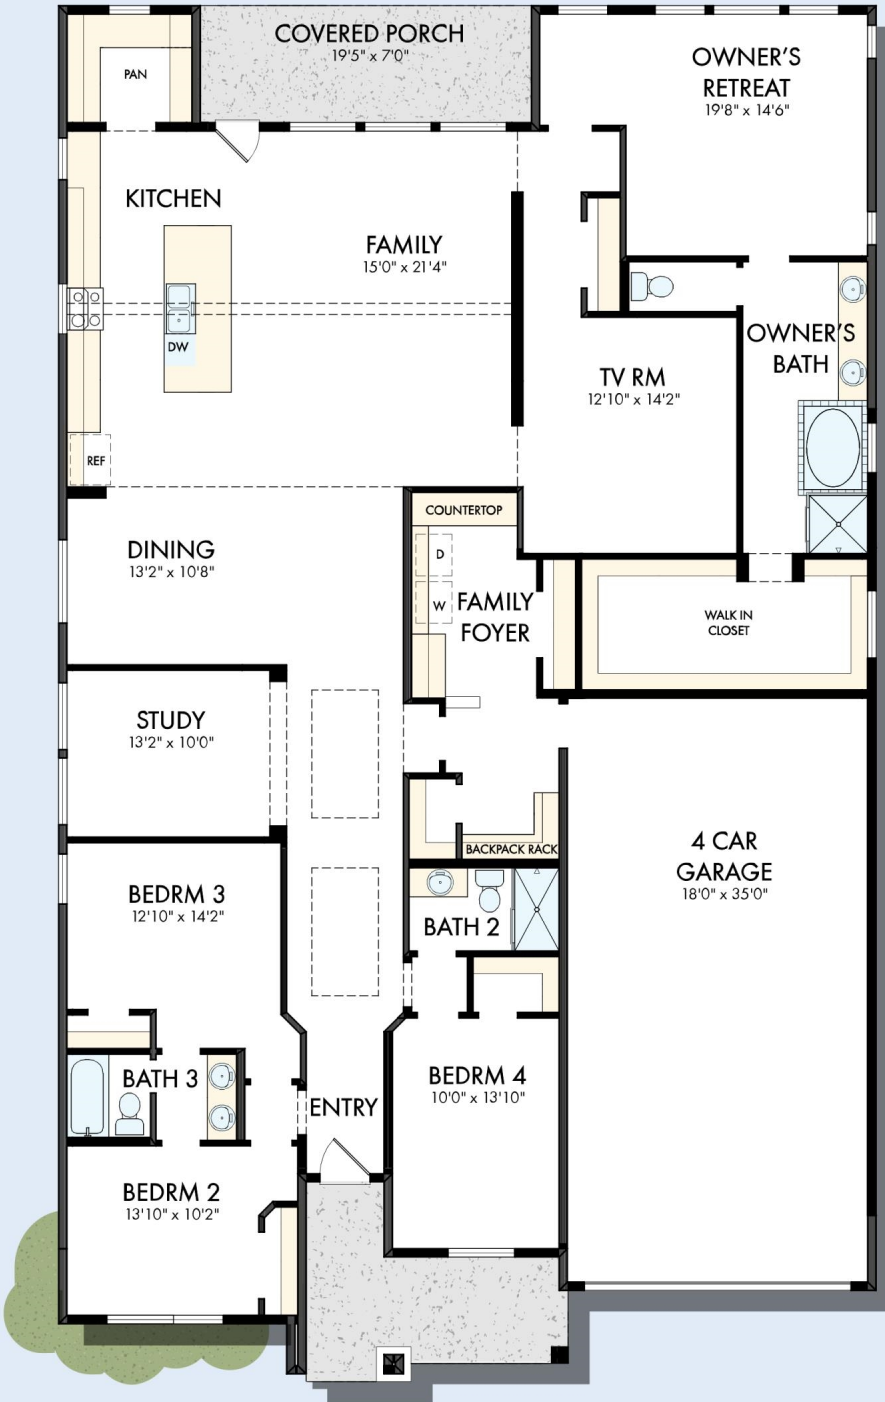 COVERED PORCH
19'5" x 7'0"
OWNER'S
RETREAT
19'8" x 14'6"
PAN
KITCHEN
FAMILY
15'0" x 21'4"
OWNER'S
BATH
DW
TV RM
12'10" x 14'2"
REF
COUNTERTOP
DINING
13'2" x 10'8"
D
W
FAMILY
FOYER
WALK IN
CLOSET
STUDY
13'2" x 10'0"
BACKPACK RACK
4 CAR
GARAGE
18'0" x 35'0"
BEDRM 3
12'10" x 14'2"
BATH 2
BATH 3
BEDRM 4
10'0" x 13'10"
ENTRY
BEDRM 2
13'10" x 10'2"